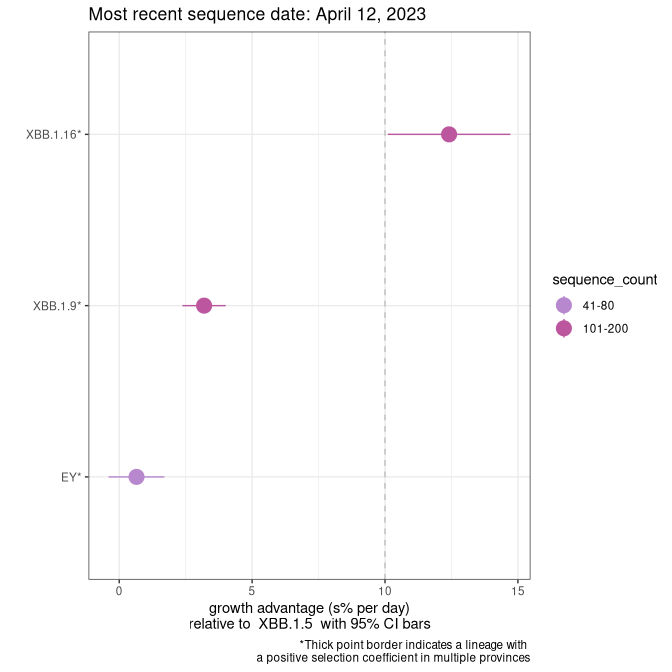 Most recent sequence date: April 12, 2023
XBB.1.16*
XBB.1.9*
EY*
0 5 10 15
growth advantage (s% per day)
relative to XBB.1.5 with 95% CI bars
*Thick point border indicates a lineage with
a positive selection coefficient in multiple provinces
sequence_count
41-80
101-200